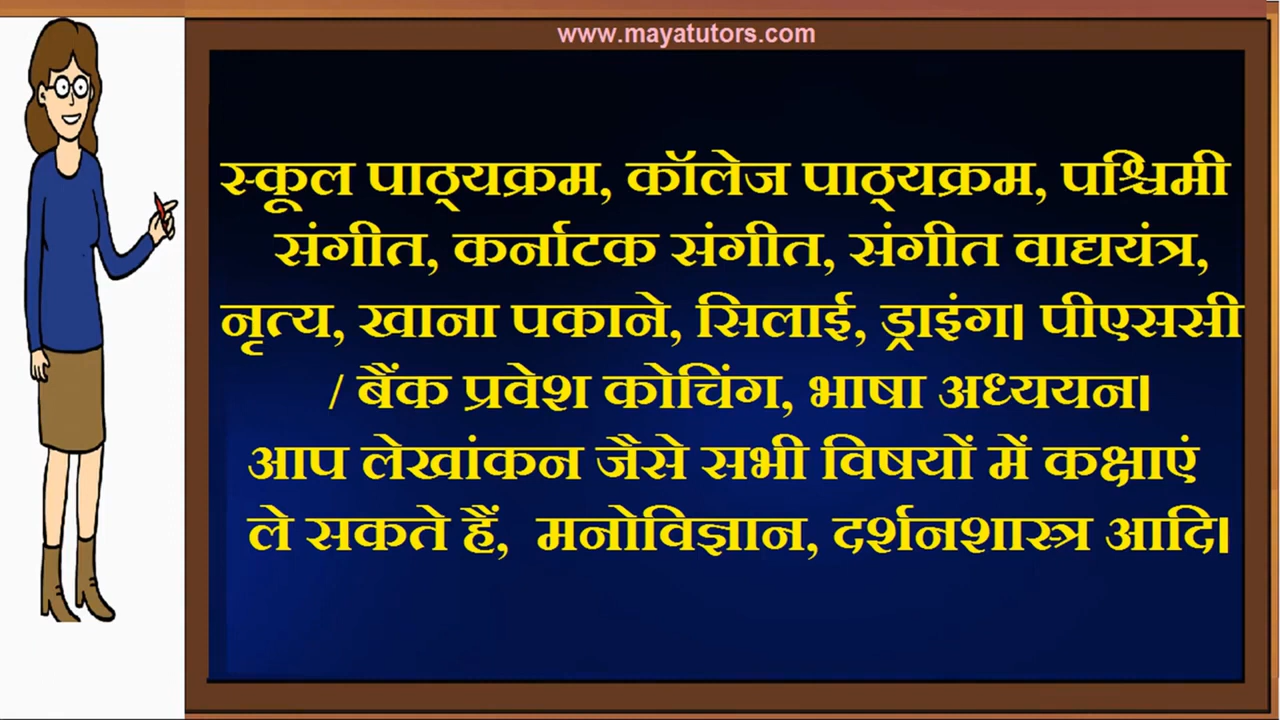 www.mayatutors.com
स्कूल पाठ्यक्रम, कॉलेज पाठ्यक्रम, पश्चिमी
संगीत, कर्नाटक संगीत, संगीत वाद्ययंत्र,
नृत्य, खाना पकाने, सिलाई, ड्राइंग। पीएससी
/ बैंक प्रवेश कोचिंग, भाषा अध्ययन।
आप लेखांकन जैसे सभी विषयों में कक्षाएं
ले सकते हैं, मनोविज्ञान, दर्शनशास्त्र आदि।